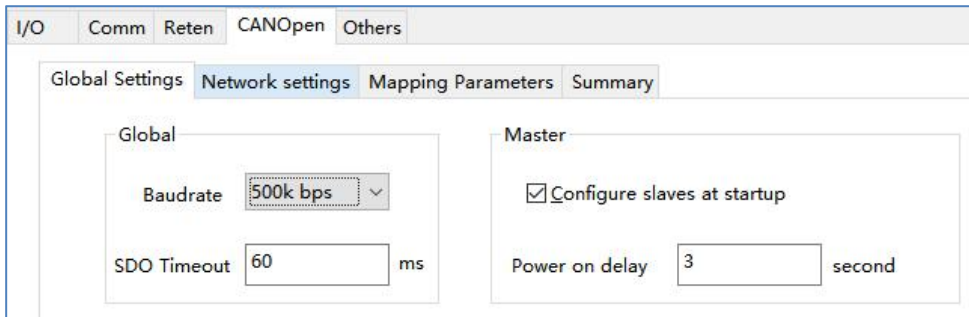 I/O Comm Reten CANOpen Others
Global Settings Network settings Mapping Parameters Summary
Global
Baudrate 500k bps
SDO Timeout 60 ms
Master
Configure slaves at startup
Power on delay 3 second